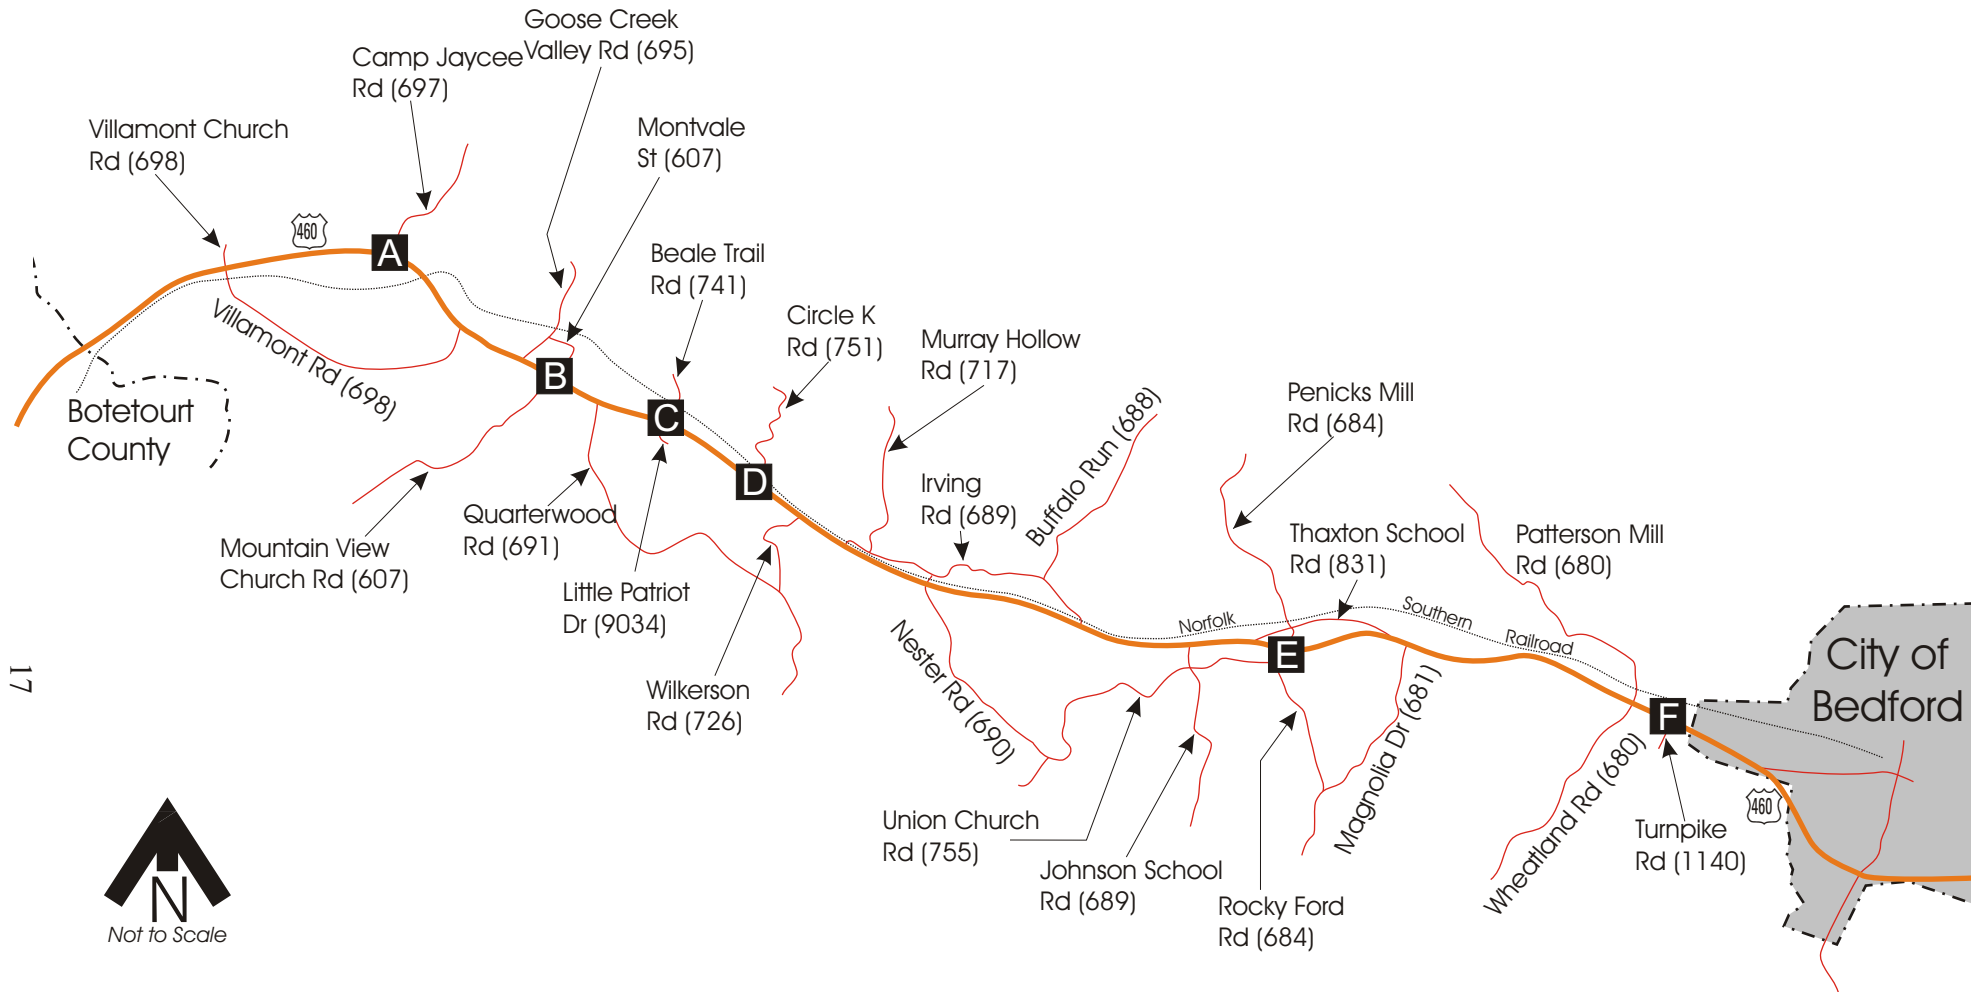 Goose Creek
Valley Rd (695)
Camp Jaycee
Rd (697)
Villamont Church
Rd (698)
Montvale
St (607)
460
A
Beale Trail
Rd (741)
Circle K
Rd (751)
Murray Hollow
Rd (717)
Villamont Rd (698)
B
Botetourt
County
C
Penicks Mill
Rd (684)
Buffalo Run (688)
D
Irving
Rd (689)
Quarterwood
Rd (691)
Mountain View
Church Rd (607)
Thaxton School
Rd (831)
Patterson Mill
Rd (680)
Little Patriot
Dr (9034)
Norfolk
Southern
Railroad
E
City of
Bedford
17
Nester Rd (690)
Wilkerson
Rd (726)
Magnolia Dr (681)
F
Wheatland Rd (680)
460
Union Church
Rd (755)
Johnson School
Rd (689)
Rocky Ford
Rd (684)
Turnpike
Rd (1140)
N
Not to Scale